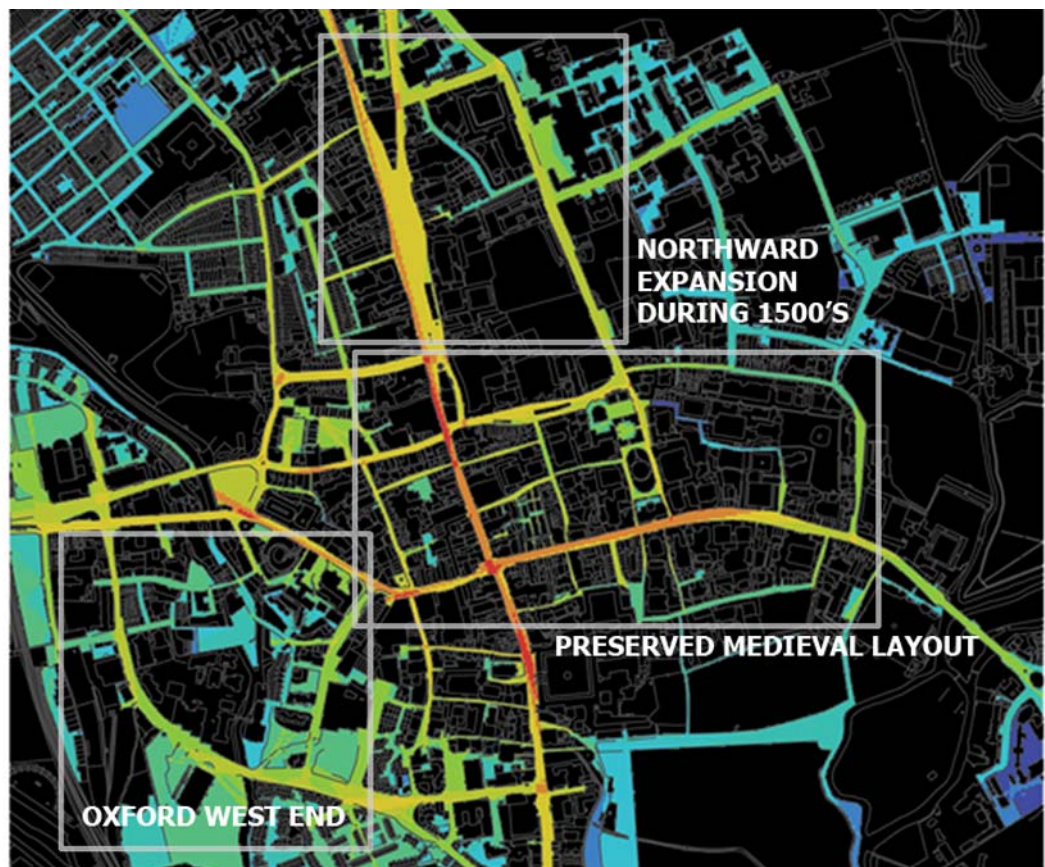 NORTHWARD
EXPANSION
DURING 1500'S
PRESERVED MEDIEVAL LAYOUT
OXFORD WEST END